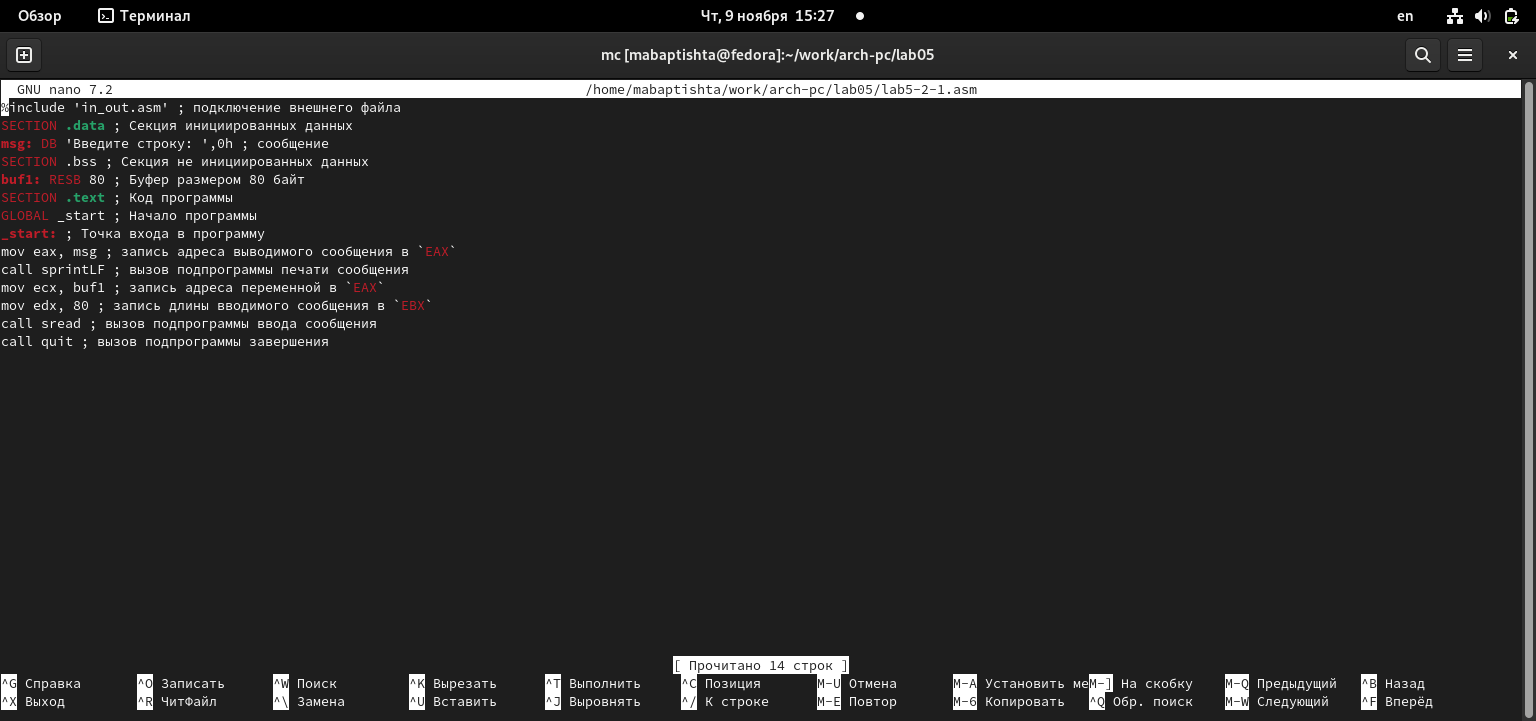 Обзор Терминал Чт, 9 ноября 15:27 en
mc [mabaptishta@fedora]:~/work/arch-pc/lab05
GNU nano 7.2 /home/mabaptishta/work/arch-pc/lab05/lab5-2-1.asm
%include 'in_out.asm' ; подключение внешнего файла
SECTION .data ; Секция инициированных данных
msg: DB 'Введите строку: ',0h ; сообщение
SECTION .bss ; Секция не инициированных данных
buf1: RESB 80 ; Буфер размером 80 байт
SECTION .text ; Код программы
GLOBAL _start ; Начало программы
_start: ; Точка входа в программу
mov eax, msg ; запись адреса выводимого сообщения в `EAX`
call sprintLF ; вызов подпрограммы печати сообщения
mov ecx, buf1 ; запись адреса переменной в `EAX`
mov edx, 80 ; запись длины вводимого сообщения в `EBX`
call sread ; вызов подпрограммы ввода сообщения
call quit ; вызов подпрограммы завершения
[ Прочитано 14 строк ]
^G Справка ^O Записать ^W Поиск ^K Вырезать ^T Выполнить ^C Позиция M-U Отмена M-A Установить меM-] На скобку M-Q Предыдущий ^B Назад
^X Выход ^R ЧитФайл ^\ Замена ^U Вставить ^J Выровнять ^/ К строке M-E Повтор M-6 Копировать ^Q Обр. поиск M-W Следующий ^F Вперёд